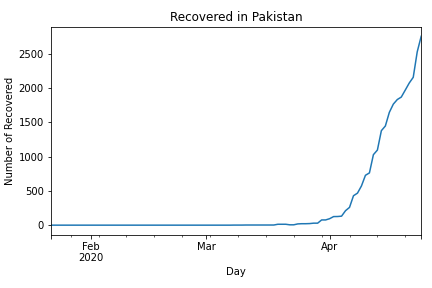 Recovered in Pakistan
Number of Recovered
2500
2000
1500
1000
500
0
Feb
2020
Mar
Apr
Day